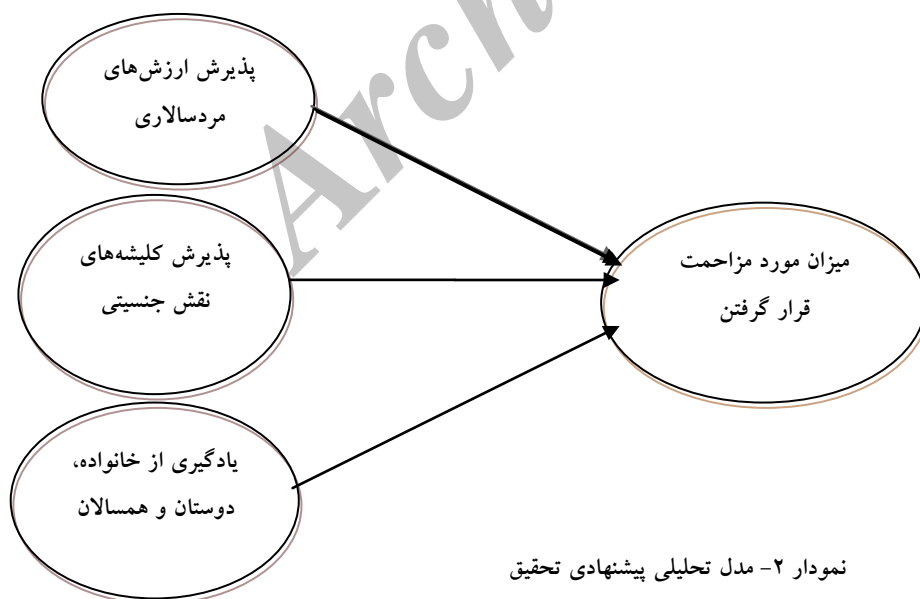 پذیرش ارزش‌های
مردسالاری
پذیرش کلیشه‌های
نقش جنسیتی
یادگیری از خانواده،
دوستان و همسالان
میزان مورد مزاحمت
قرار گرفتن
نمودار ۲- مدل تحلیلی پیشنهادی تحقیق
Arch